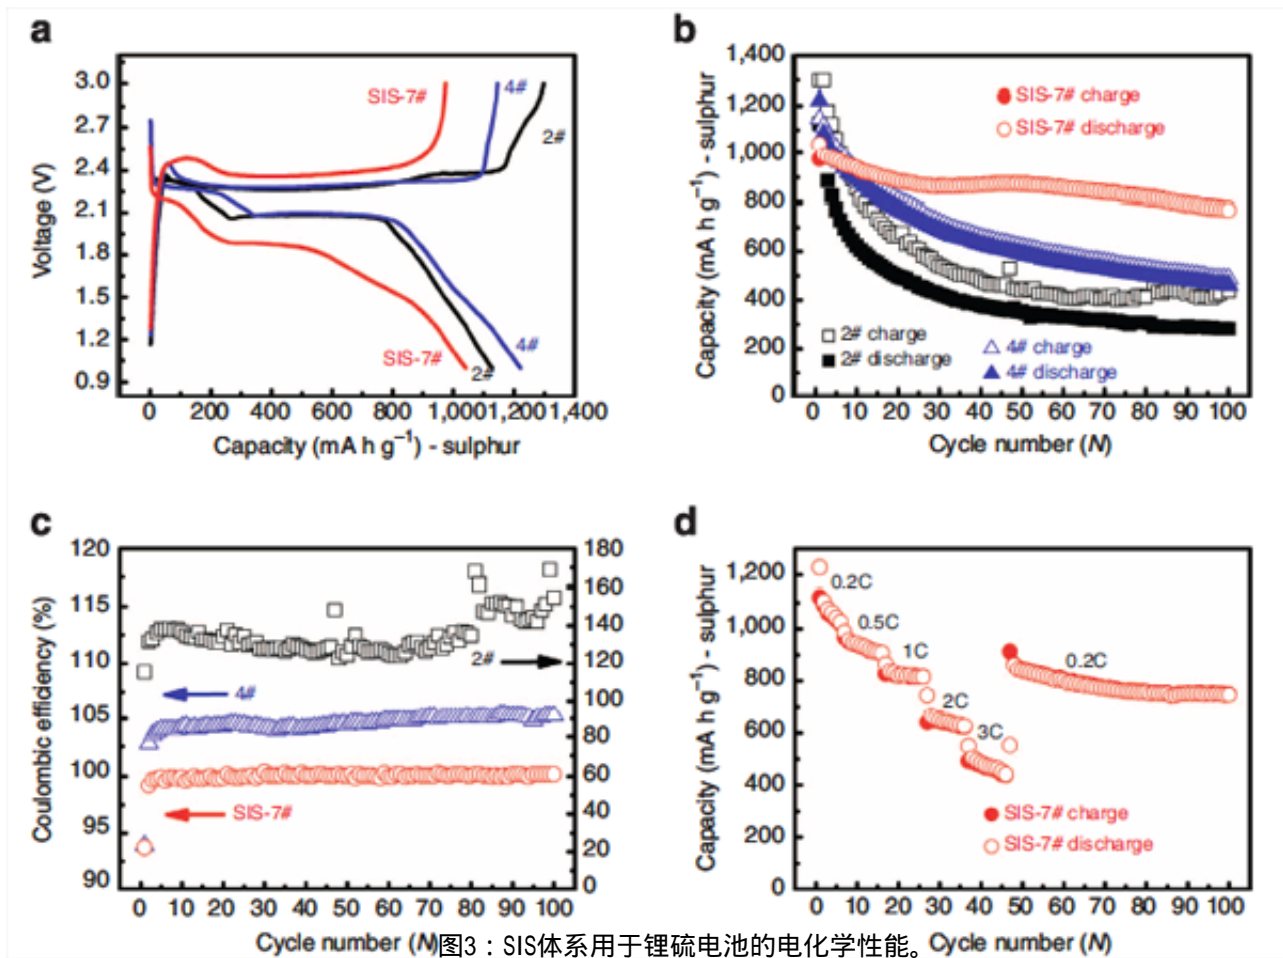 a
3.0
2.7
2.4
2.1
1.8
1.5
1.2
0.9
Voltage (V)
SIS-7#
4#
2#
SIS-7#
2#
4#
0 200 400 600 800 1,000 1,200 1,400
Capacity (mA h g⁻¹) - sulphur
b
1,400
1,200
1,000
800
600
400
200
0
Capacity (mA h g⁻¹) - sulphur
SIS-7# charge
SIS-7# discharge
2# charge
2# discharge
4# charge
4# discharge
0 10 20 30 40 50 60 70 80 90 100
Cycle number (N)
c
120
115
110
105
100
95
90
Coulombic efficiency (%)
180
160
140
120
100
80
60
40
20
0
2#
4#
SIS-7#
0 10 20 30 40 50 60 70 80 90 100
Cycle number (N)
d
1,200
1,000
800
600
400
200
0
Capacity (mA h g⁻¹) - sulphur
0.2C
0.5C
1C
2C
3C
0.2C
SIS-7# charge
SIS-7# discharge
0 10 20 30 40 50 60 70 80 90 100
Cycle number (N)
图3：SIS体系用于锂硫电池的电化学性能。